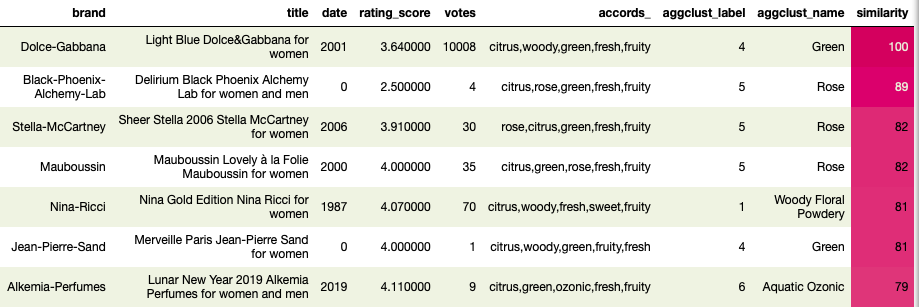 brand title date rating_score votes accords_ aggclust_label aggclust_name similarity
Dolce-Gabbana Light Blue Dolce&Gabbana for women 2001 3.640000 10008 citrus,woody,green,fresh,fruity 4 Green 100
Black-Phoenix-Alchemy-Lab Delirium Black Phoenix Alchemy Lab for women and men 0 2.500000 4 citrus,rose,green,fresh,fruity 5 Rose 89
Stella-McCartney Sheer Stella 2006 Stella McCartney for women 2006 3.910000 30 rose,citrus,green,fresh,fruity 5 Rose 82
Mauboussin Mauboussin Lovely à la Folie Mauboussin for women 2000 4.000000 35 citrus,green,rose,fresh,fruity 5 Rose 82
Nina-Ricci Nina Gold Edition Nina Ricci for women 1987 4.070000 70 citrus,woody,fresh,sweet,fruity 1 Woody Floral Powdery 81
Jean-Pierre-Sand Merveille Paris Jean-Pierre Sand for women 0 4.000000 1 citrus,woody,green,fruity,fresh 4 Green 81
Alkemia-Perfumes Lunar New Year 2019 Alkemia Perfumes for women and men 2019 4.110000 9 citrus,green,ozonic,fresh,fruity 6 Aquatic Ozonic 79